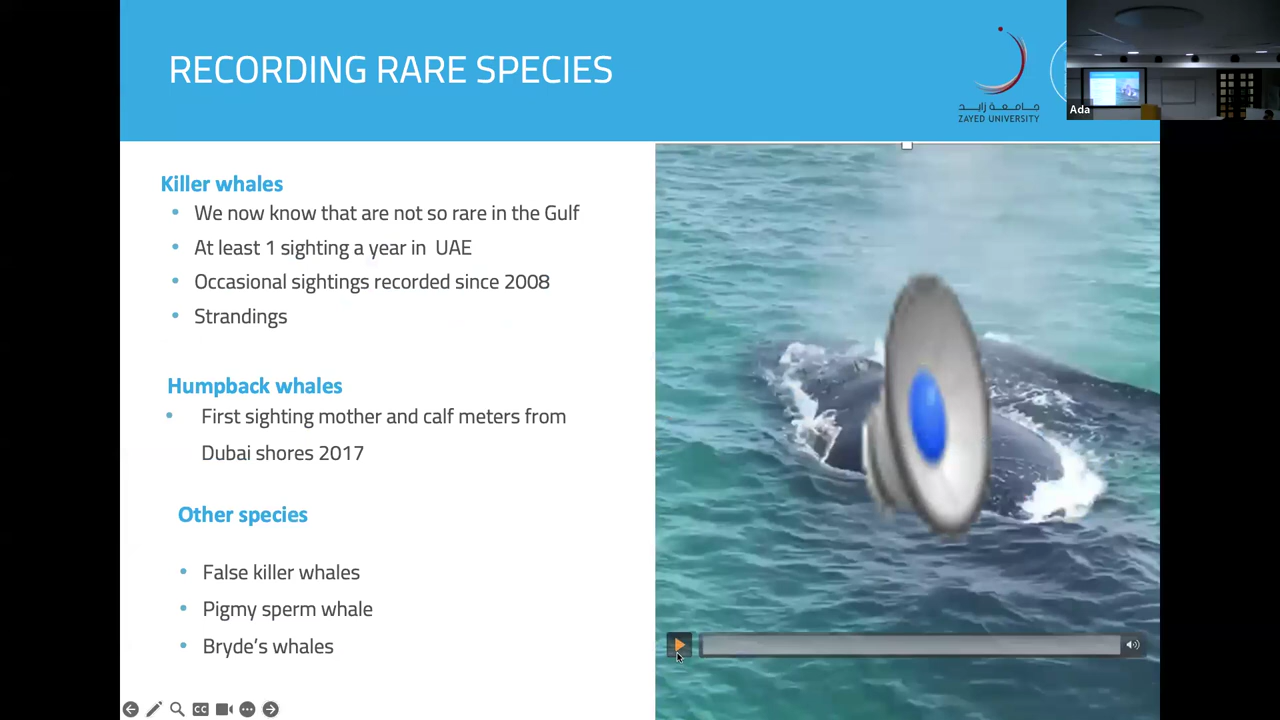 RECORDING RARE SPECIES
جامعة زايد
ZAYED UNIVERSITY
Ada
Killer whales
• We now know that are not so rare in the Gulf
• At least 1 sighting a year in UAE
• Occasional sightings recorded since 2008
• Strandings
Humpback whales
• First sighting mother and calf meters from
Dubai shores 2017
Other species
• False killer whales
• Pigmy sperm whale
• Bryde's whales
CC